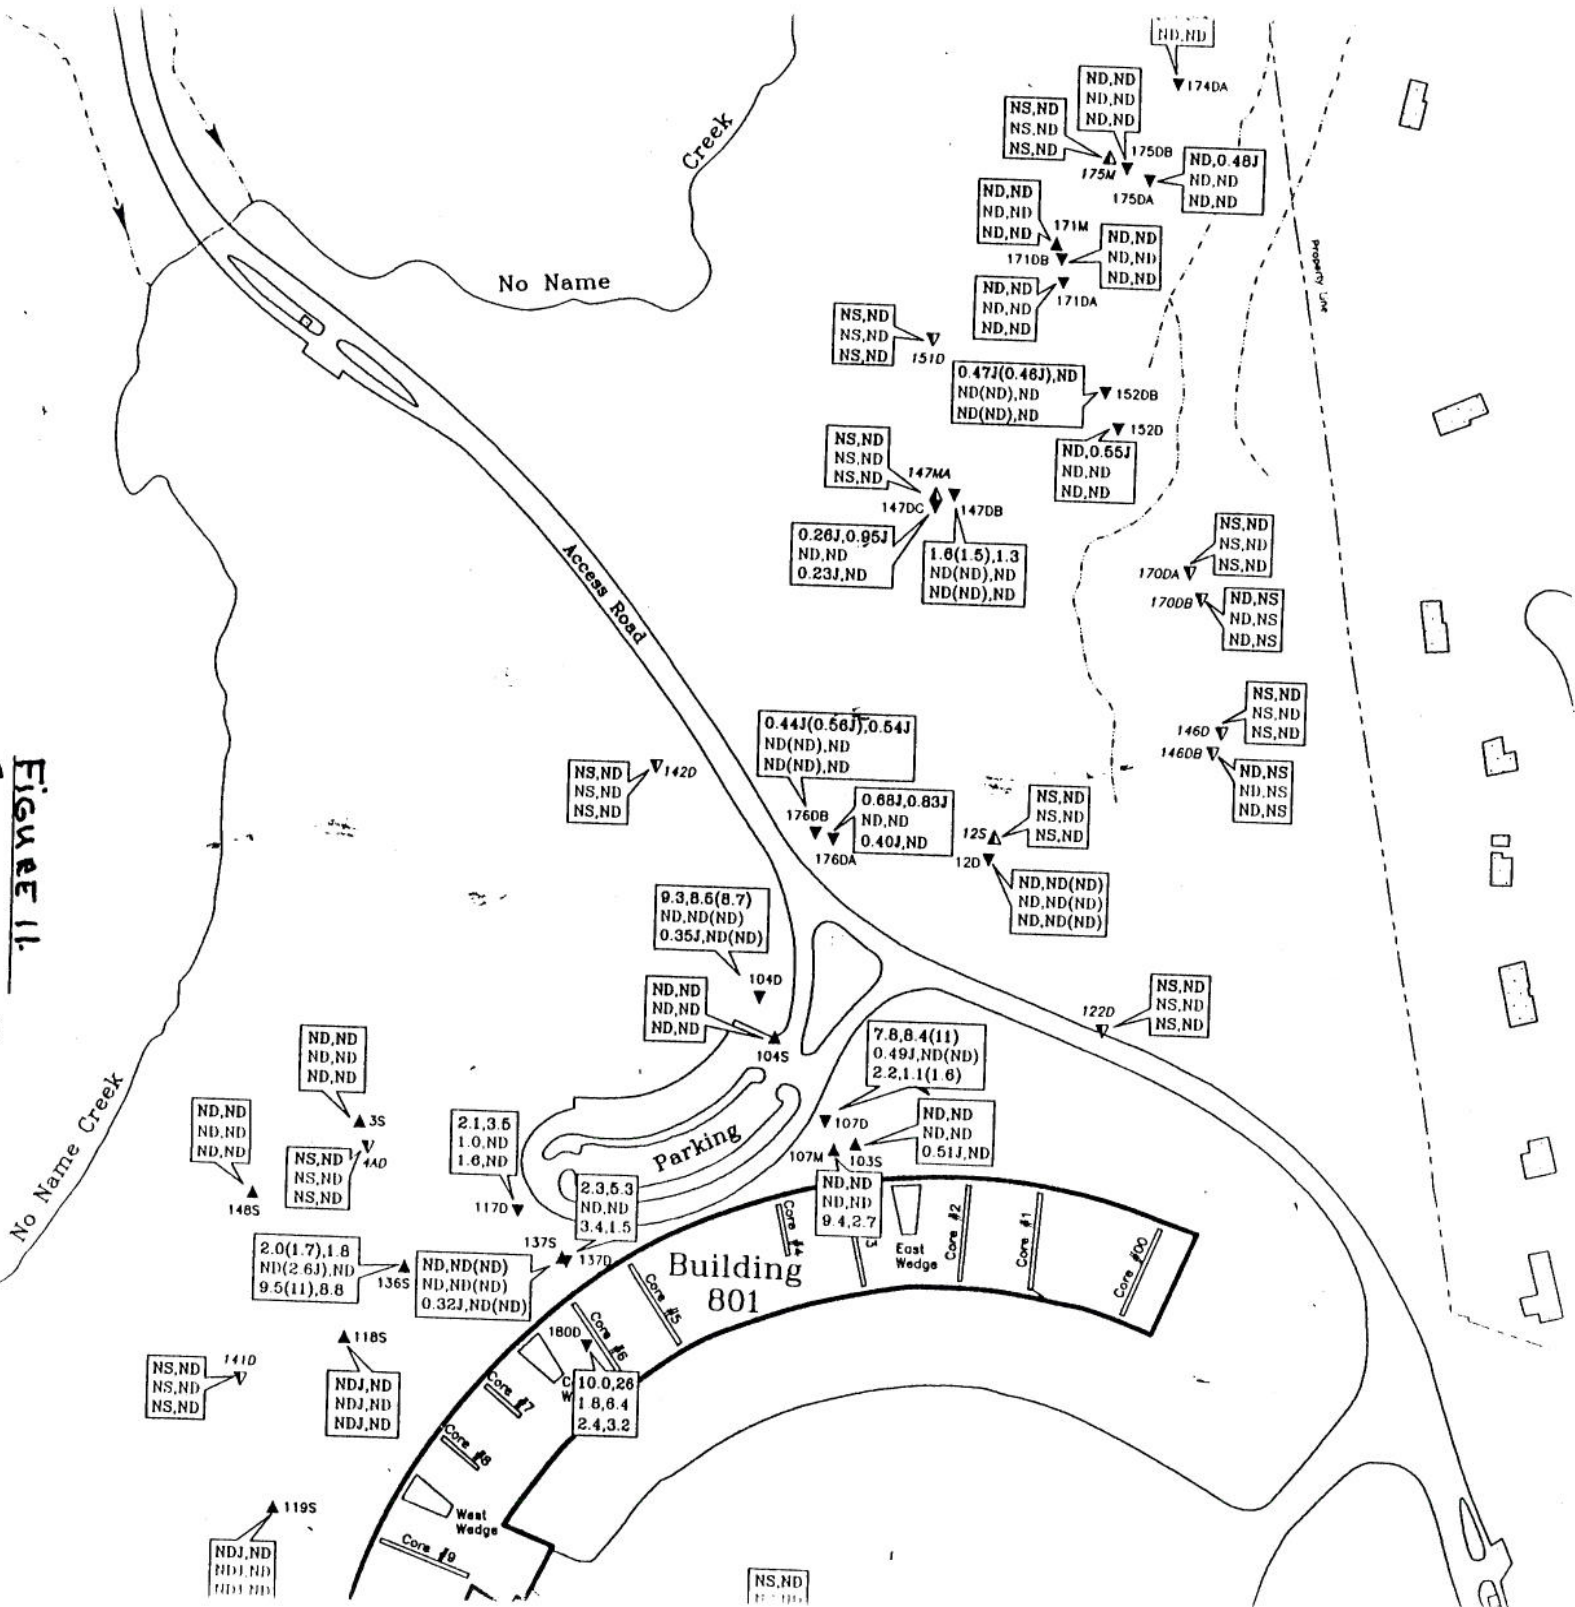 ND,ND
174DA
ND,ND
ND,ND
ND,ND
175DB
NS,ND
NS,ND
NS,ND
175M
ND,0.48J
ND,ND
ND,ND
175DA
ND,ND
ND,ND
ND,ND
171M
171DB
ND,ND
ND,ND
ND,ND
ND,ND
ND,ND
ND,ND
171DA
Property Line
Creek
No Name
NS,ND
NS,ND
NS,ND
151D
0.47J(0.46J),ND
ND(ND),ND
ND(ND),ND
152DB
152D
ND,0.55J
ND,ND
ND,ND
NS,ND
NS,ND
NS,ND
147MA
147DC
147DB
0.26J,0.95J
ND,ND
0.23J,ND
1.6(1.5),1.3
ND(ND),ND
ND(ND),ND
NS,ND
NS,ND
NS,ND
170DA
170DB
ND,NS
ND,NS
ND,NS
Access Road
NS,ND
NS,ND
NS,ND
146D
146DB
ND,NS
ND,NS
ND,NS
0.44J(0.56J),0.54J
ND(ND),ND
ND(ND),ND
142D
NS,ND
NS,ND
NS,ND
176DB
176DA
0.68J,0.83J
ND,ND
0.40J,ND
NS,ND
NS,ND
NS,ND
12S
12D
ND,ND(ND)
ND,ND(ND)
ND,ND(ND)
FIGURE 11.
9.3,8.5(8.7)
ND,ND(ND)
0.35J,ND(ND)
104D
ND,ND
ND,ND
ND,ND
104S
NS,ND
NS,ND
NS,ND
122D
7.8,8.4(11)
0.49J,ND(ND)
2.2,1.1(1.6)
107D
ND,ND
ND,ND
0.51J,ND
107M
103S
ND,ND
ND,ND
9.4,2.7
ND,ND
ND,ND
ND,ND
3S
4AD
NS,ND
NS,ND
NS,ND
ND,ND
ND,ND
ND,ND
148S
No Name Creek
2.1,3.5
1.0,ND
1.6,ND
117D
Parking
2.3,5.3
ND,ND
3.4,1.5
137S
137D
2.0(1.7),1.8
ND(2.6J),ND
9.5(11),8.8
136S
ND,ND(ND)
ND,ND(ND)
0.32J,ND(ND)
Building
801
Core #4
East
Wedge
Core #2
Core #1
Core #00
Core #5
Core #6
180D
10.0,26
1.8,6.4
2.4,3.2
118S
NDJ,ND
NDJ,ND
NDJ,ND
141D
NS,ND
NS,ND
NS,ND
Core #7
Core #8
West
Wedge
Core #9
119S
NDJ,ND
NDJ,ND
NDJ,ND
NS,ND